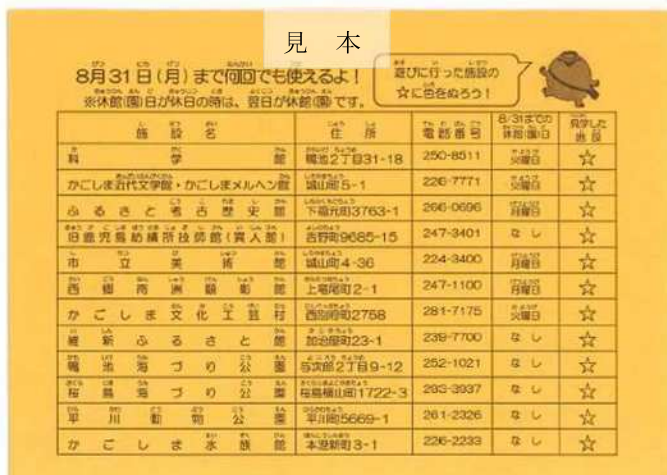 見 本
8月31日(月)まで何回でも使えるよ!
※休館(園)日が休日の時は、翌日が休館(園)です。
遊びに行った施設の
☆に色をぬろう!
施設名 住所 電話番号 8/31までの休館(園)日 見学した施設
科学館 鴨池2丁目31-18 250-8511 火曜日 ☆
かごしま近代文学館・かごしまメルヘン館 城山町5-1 226-7771 火曜日 ☆
ふるさと考古歴史館 下福元町3763-1 266-0696 月曜日 ☆
旧鹿児島紡績所技師館(異人館) 吉野町9685-15 247-3401 なし ☆
市立美術館 城山町4-36 224-3400 月曜日 ☆
西郷南洲顕彰館 上竜尾町2-1 247-1100 月曜日 ☆
かごしま文化工芸村 西別府町2758 281-7175 火曜日 ☆
維新ふるさと館 加治屋町23-1 239-7700 なし ☆
鴨池海づり公園 与次郎2丁目9-12 252-1021 なし ☆
桜島海づり公園 桜島横山町1722-3 293-3937 なし ☆
平川動物公園 平川町5669-1 261-2326 なし ☆
かごしま水族館 本港新町3-1 226-2233 なし ☆